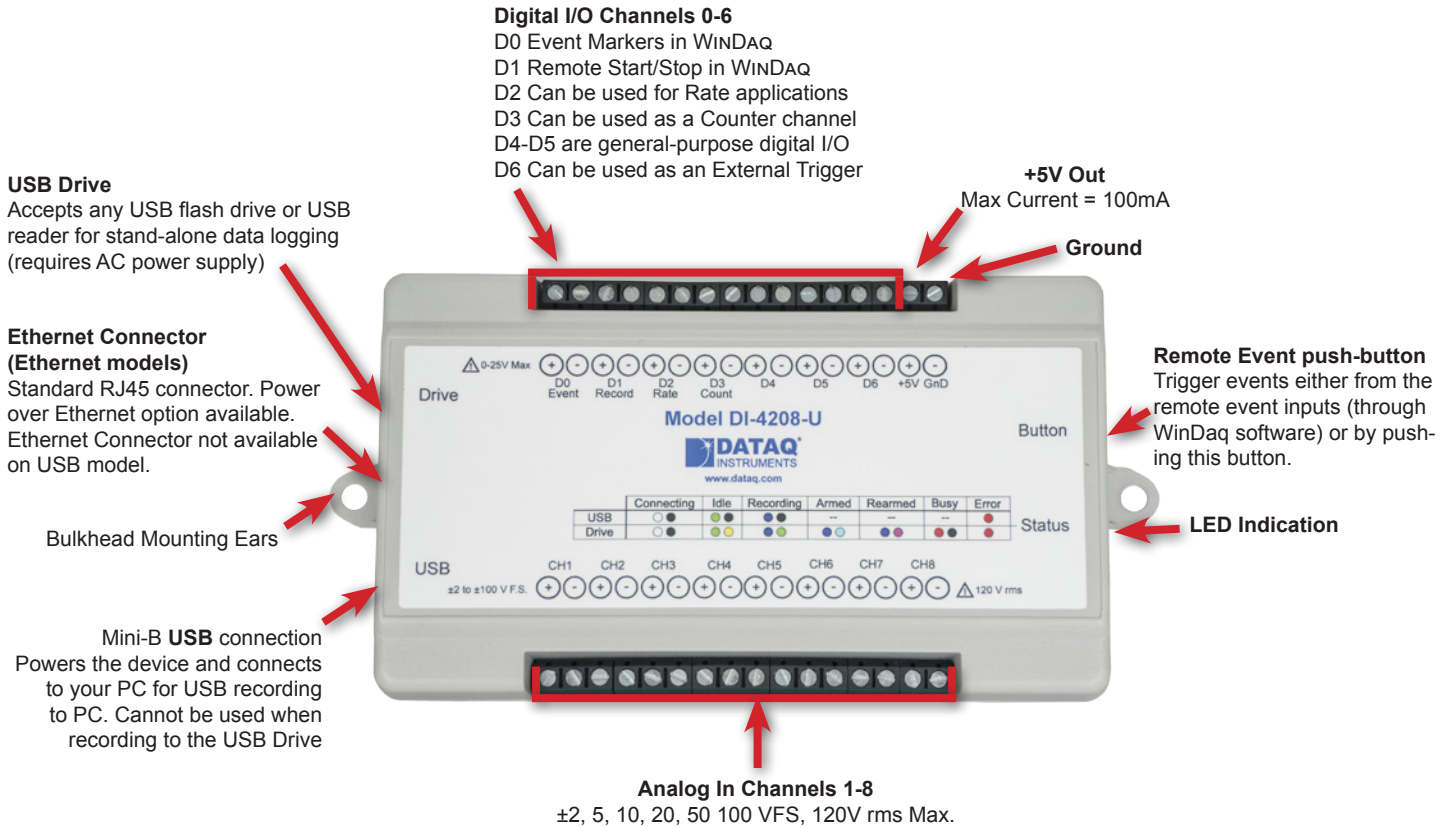 Digital I/O Channels 0-6
D0 Event Markers in WINDAQ
D1 Remote Start/Stop in WINDAQ
D2 Can be used for Rate applications
D3 Can be used as a Counter channel
D4-D5 are general-purpose digital I/O
D6 Can be used as an External Trigger
+5V Out
Max Current = 100mA
Ground
USB Drive
Accepts any USB flash drive or USB
reader for stand-alone data logging
(requires AC power supply)
Ethernet Connector
(Ethernet models)
Standard RJ45 connector. Power
over Ethernet option available.
Ethernet Connector not available
on USB model.
Bulkhead Mounting Ears
Mini-B USB connection
Powers the device and connects
to your PC for USB recording
to PC. Cannot be used when
recording to the USB Drive
Remote Event push-button
Trigger events either from the
remote event inputs (through
WinDaq software) or by push-
ing this button.
LED Indication
0-25V Max + - + - + - + - + - + - + - + -
D0 D1 D2 D3 D4 D5 D6 +5V GnD
Event Record Rate Count
Drive
Model DI-4208-U
DATAQ®
INSTRUMENTS
www.dataq.com
Button
Connecting Idle Recording Armed Rearmed Busy Error
USB -- -- --
Drive
Status
USB
CH1 CH2 CH3 CH4 CH5 CH6 CH7 CH8
±2 to ±100 V F.S. + - + - + - + - + - + - + - + - 120 V rms
Analog In Channels 1-8
±2, 5, 10, 20, 50 100 VFS, 120V rms Max.